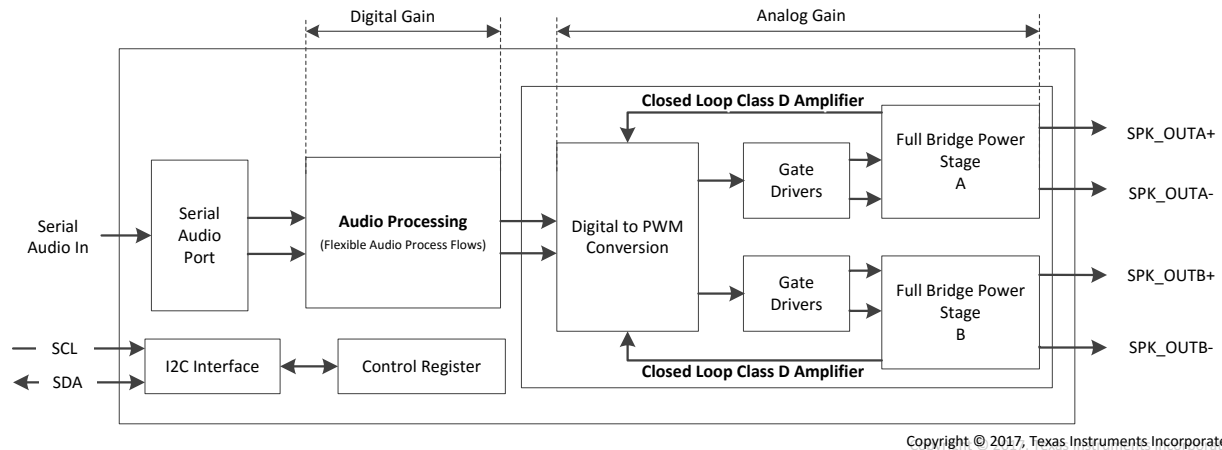 Digital Gain
Analog Gain
Closed Loop Class D Amplifier
Serial
Audio In
Serial
Audio
Port
Audio Processing
(Flexible Audio Process Flows)
Digital to PWM
Conversion
Gate
Drivers
Full Bridge Power
Stage
A
SPK_OUTA+
SPK_OUTA-
Gate
Drivers
Full Bridge Power
Stage
B
SPK_OUTB+
SPK_OUTB-
SCL
SDA
I2C Interface
Control Register
Closed Loop Class D Amplifier
Copyright © 2017, Texas Instruments Incorporate